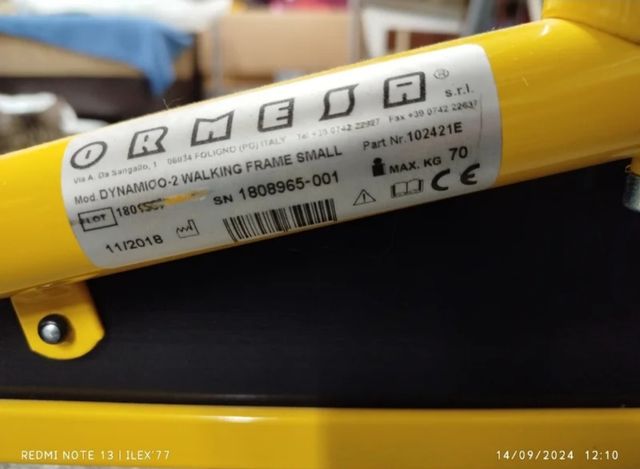 ORMESA® s.r.l.
Via A. Da Sangallo, 1 06034 FOLIGNO (PG) ITALY Tel +39 0742 22927 Fax +39 0742 22637
Mod. DYNAMICO-2 WALKING FRAME SMALL Part Nr. 102421E
LOT SN 1808965-001 MAX. KG 70
11/2018 CE
REDMI NOTE 13 | ILEX'77 14/09/2024 12:10